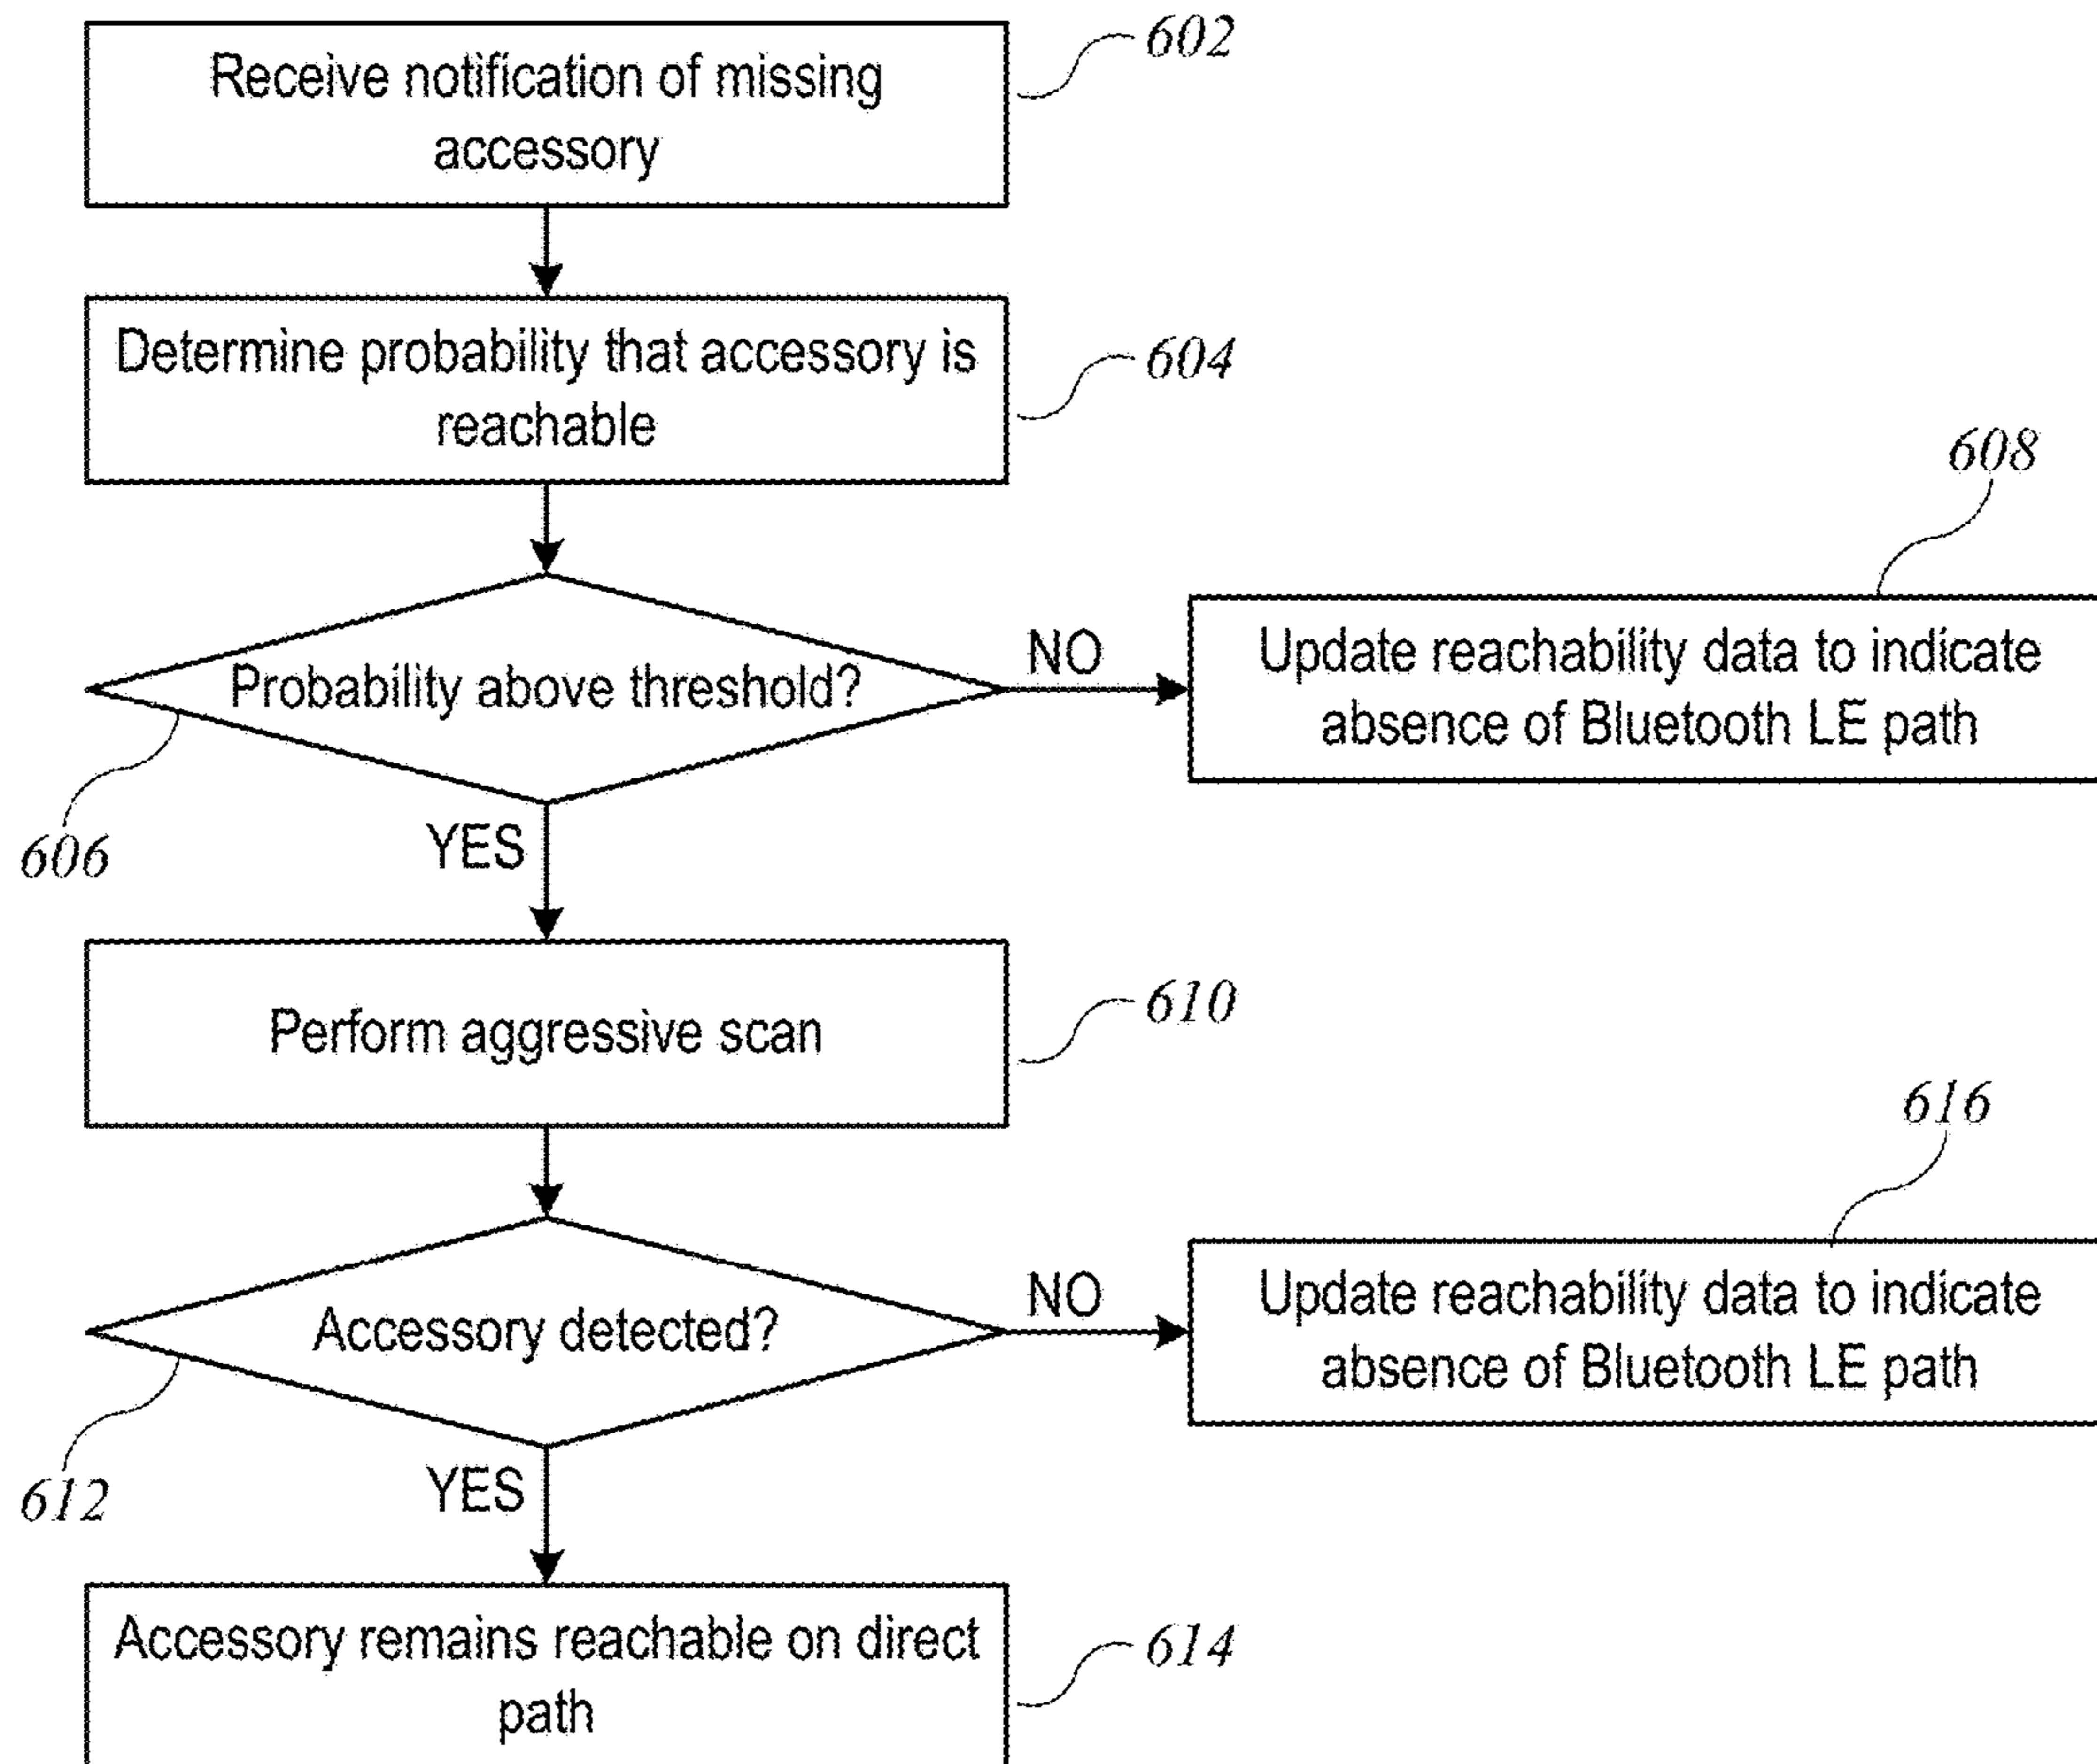 602
Receive notification of missing
accessory
604
Determine probability that accessory is
reachable
608
Probability above threshold?
NO
Update reachability data to indicate
absence of Bluetooth LE path
606
YES
610
Perform aggressive scan
616
Accessory detected?
NO
Update reachability data to indicate
absence of Bluetooth LE path
612
YES
Accessory remains reachable on direct
path
614